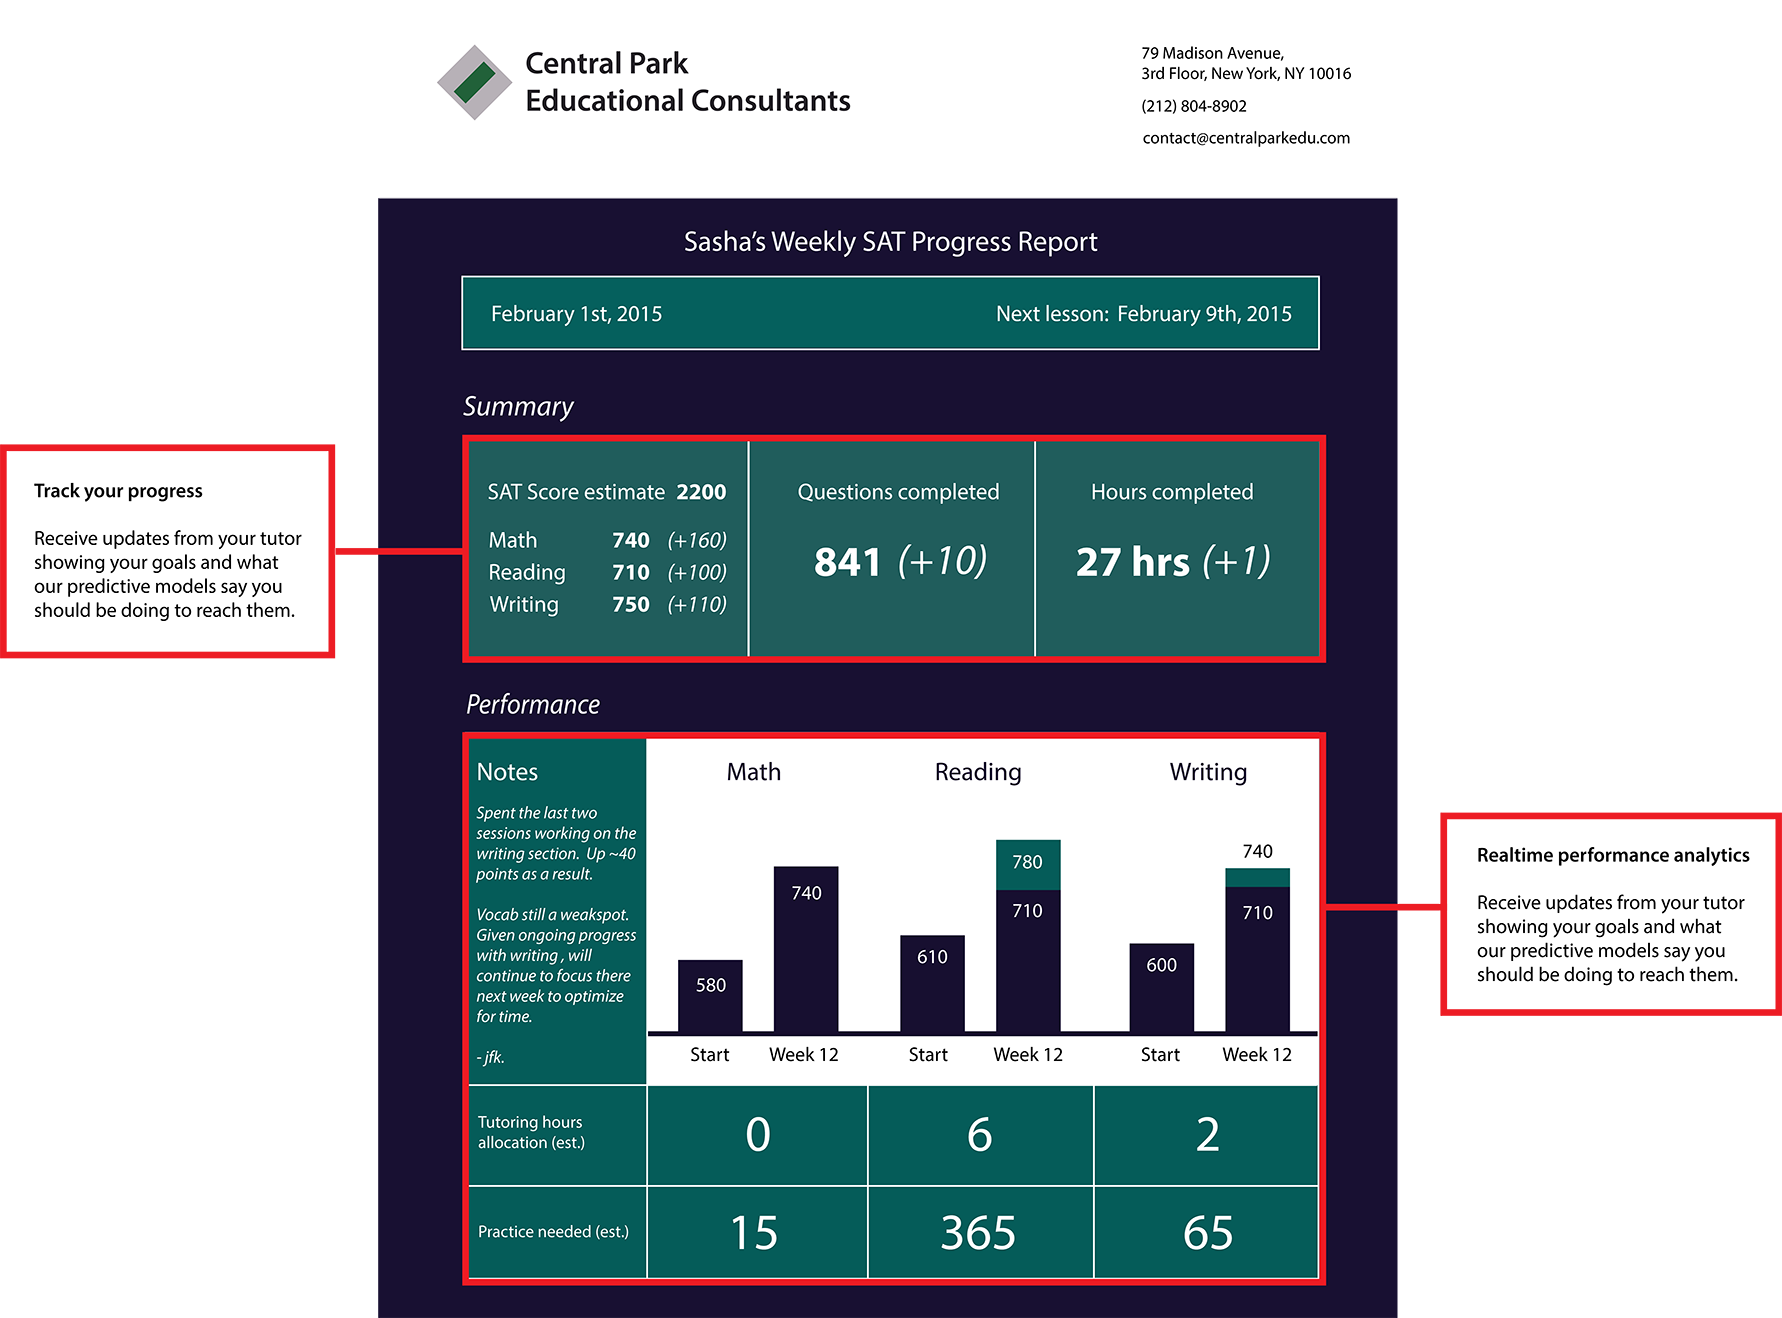 Central Park
Educational Consultants
79 Madison Avenue,
3rd Floor, New York, NY 10016
(212) 804-8902
contact@centralparkedu.com
Sasha's Weekly SAT Progress Report
February 1st, 2015
Next lesson: February 9th, 2015
Summary
Track your progress
Receive updates from your tutor
showing your goals and what
our predictive models say you
should be doing to reach them.
SAT Score estimate 2200
Math 740 (+160)
Reading 710 (+100)
Writing 750 (+110)
Questions completed
841 (+10)
Hours completed
27 hrs (+1)
Performance
Notes
Spent the last two
sessions working on the
writing section. Up ~40
points as a result.
Vocab still a weakspot.
Given ongoing progress
with writing , will
continue to focus there
next week to optimize
for time.
- jfk.
Math
580
740
Start
Week 12
Reading
610
780
710
Start
Week 12
Writing
600
740
710
Start
Week 12
Tutoring hours
allocation (est.)
0
6
2
Practice needed (est.)
15
365
65
Realtime performance analytics
Receive updates from your tutor
showing your goals and what
our predictive models say you
should be doing to reach them.